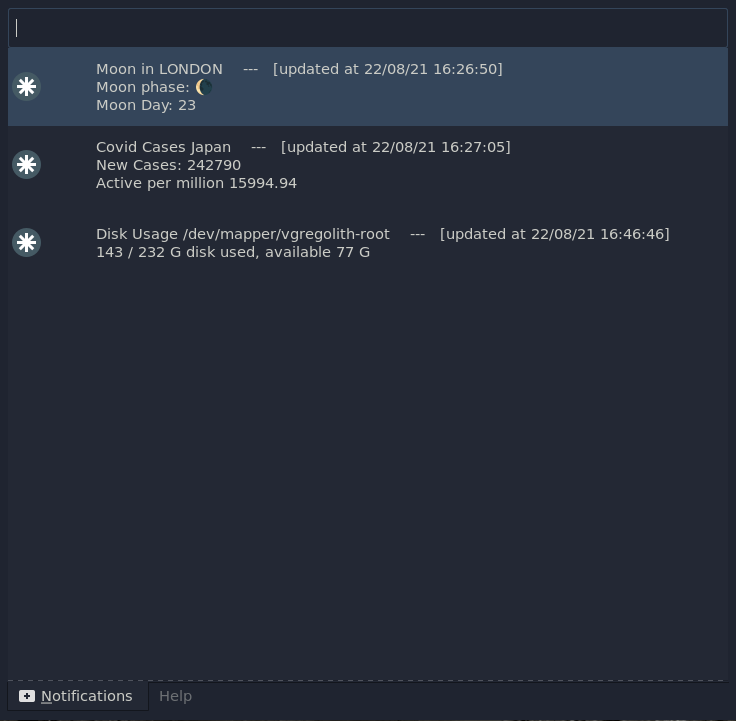 Moon in LONDON --- [updated at 22/08/21 16:26:50]
Moon phase: 🌘
Moon Day: 23
Covid Cases Japan --- [updated at 22/08/21 16:27:05]
New Cases: 242790
Active per million 15994.94
Disk Usage /dev/mapper/vgregolith-root --- [updated at 22/08/21 16:46:46]
143 / 232 G disk used, available 77 G
Notifications Help